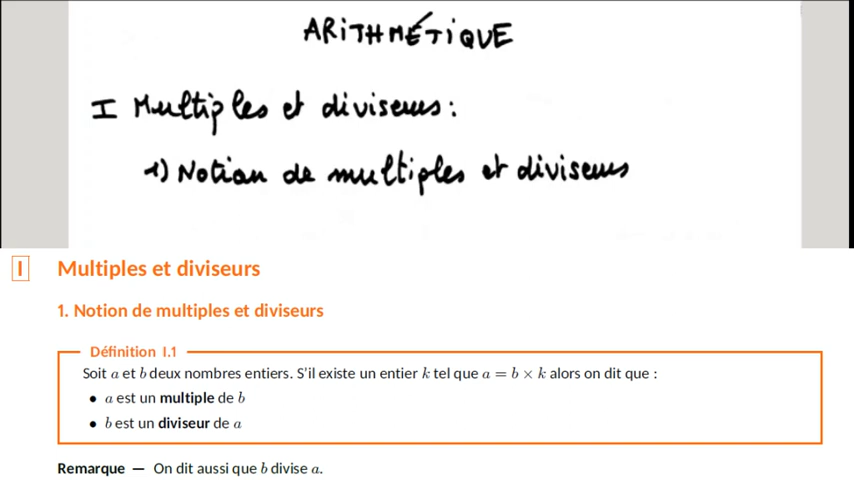 ARITHMÉTIQUE
I Multiples et diviseurs :
1) Notion de multiples et diviseurs
I Multiples et diviseurs
1. Notion de multiples et diviseurs
Définition I.1
Soit a et b deux nombres entiers. S'il existe un entier k tel que a = b × k alors on dit que :
• a est un multiple de b
• b est un diviseur de a
Remarque — On dit aussi que b divise a.